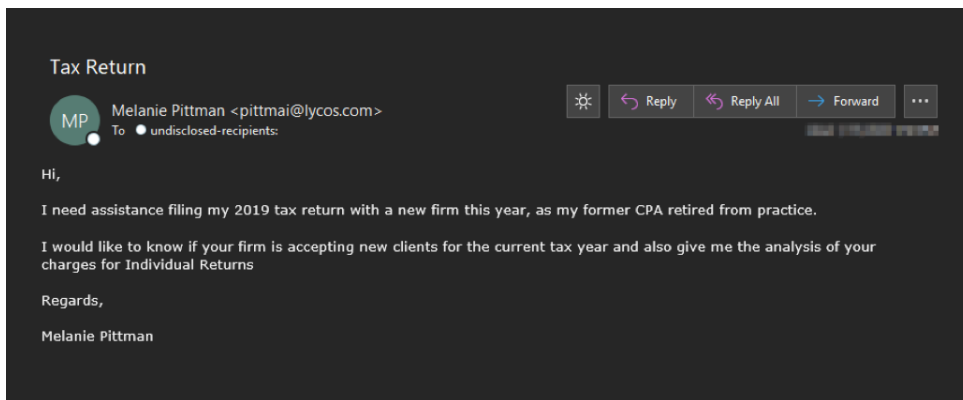 Tax Return
MP
Melanie Pittman <pittmai@lycos.com>
To undisclosed-recipients:
Reply
Reply All
Forward
Hi,
I need assistance filing my 2019 tax return with a new firm this year, as my former CPA retired from practice.
I would like to know if your firm is accepting new clients for the current tax year and also give me the analysis of your
charges for Individual Returns
Regards,
Melanie Pittman